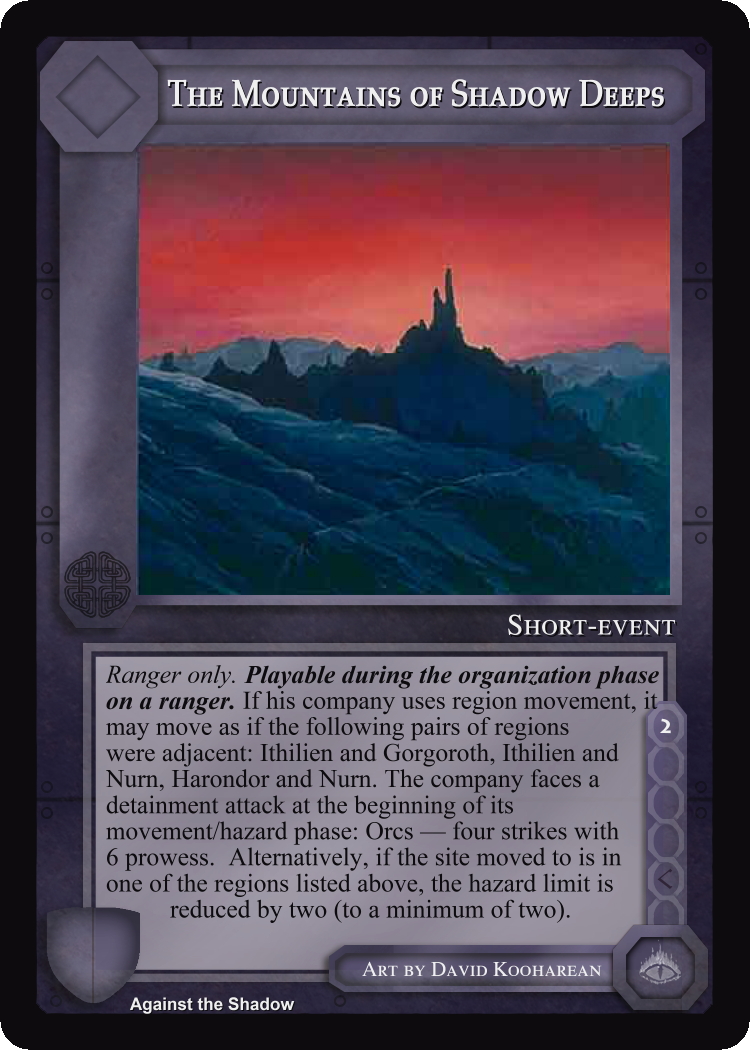 The Mountains of Shadow Deeps
Short-event
Ranger only. Playable during the organization phase
on a ranger. If his company uses region movement, it
may move as if the following pairs of regions
were adjacent: Ithilien and Gorgoroth, Ithilien and
Nurn, Harondor and Nurn. The company faces a
detainment attack at the beginning of its
movement/hazard phase: Orcs — four strikes with
6 prowess.  Alternatively, if the site moved to is in
one of the regions listed above, the hazard limit is
reduced by two (to a minimum of two).
2
Art by David Kooharean
Against the Shadow